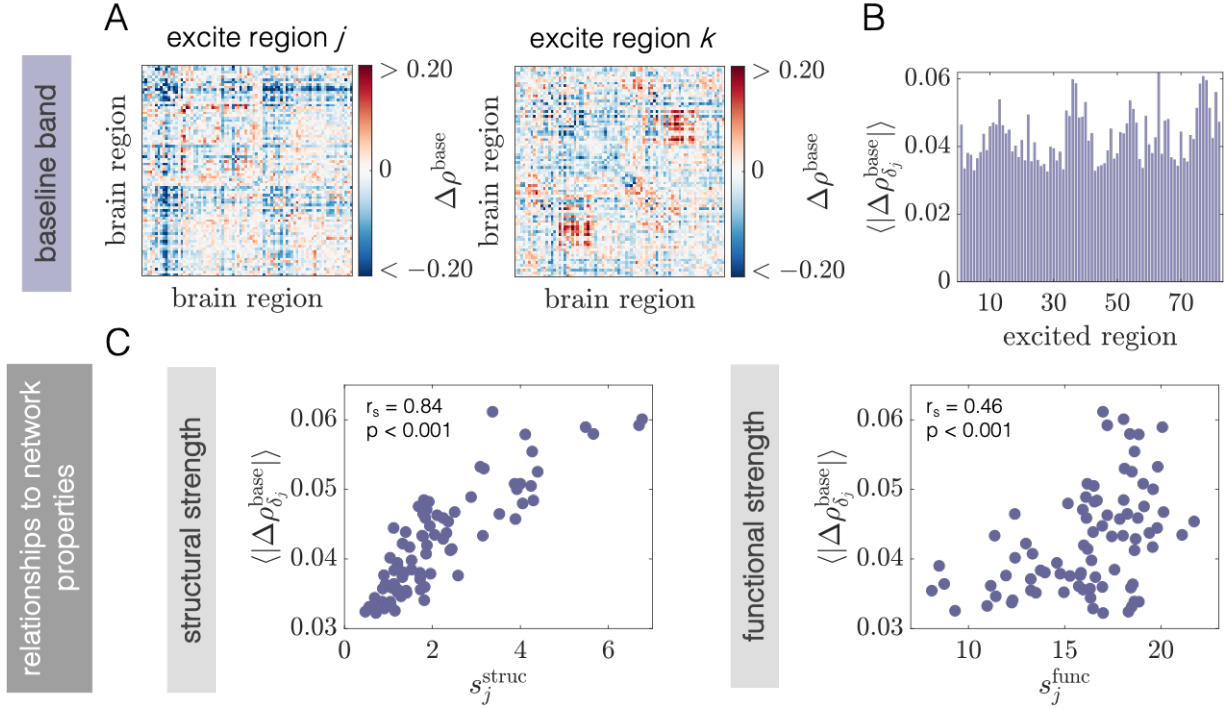 A
B
excite region j
excite region k
baseline band
brain region
> 0.20
0
< −0.20
Δρ^base
brain region
brain region
> 0.20
0
< −0.20
Δρ^base
brain region
⟨|Δρ^base_δj|⟩
0.06
0.04
0.02
0
10 30 50 70
excited region
C
relationships to network
properties
structural strength
⟨|Δρ^base_δj|⟩
0.06
0.05
0.04
0.03
r_s = 0.84
p < 0.001
0 2 4 6
s_j^struc
functional strength
⟨|Δρ^base_δj|⟩
0.06
0.05
0.04
0.03
r_s = 0.46
p < 0.001
10 15 20
s_j^func